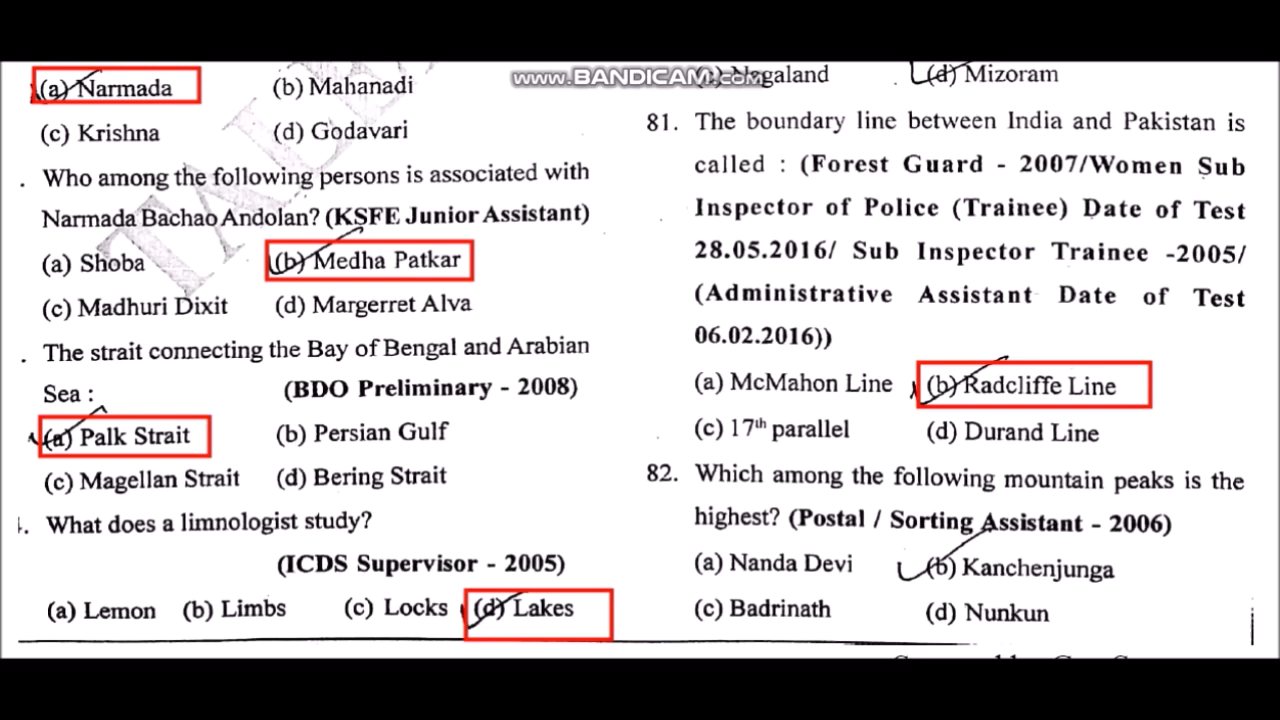 www.BANDICAM.com
(a) Narmada (b) Mahanadi
(c) Krishna (d) Godavari
. Who among the following persons is associated with
Narmada Bachao Andolan? (KSFE Junior Assistant)
(a) Shoba (b) Medha Patkar
(c) Madhuri Dixit (d) Margerret Alva
. The strait connecting the Bay of Bengal and Arabian
Sea : (BDO Preliminary - 2008)
(a) Palk Strait (b) Persian Gulf
(c) Magellan Strait (d) Bering Strait
. What does a limnologist study?
(ICDS Supervisor - 2005)
(a) Lemon (b) Limbs (c) Locks (d) Lakes
Nagaland (d) Mizoram
81. The boundary line between India and Pakistan is
called : (Forest Guard - 2007/Women Sub
Inspector of Police (Trainee) Date of Test
28.05.2016/ Sub Inspector Trainee -2005/
(Administrative Assistant Date of Test
06.02.2016))
(a) McMahon Line (b) Radcliffe Line
(c) 17th parallel (d) Durand Line
82. Which among the following mountain peaks is the
highest? (Postal / Sorting Assistant - 2006)
(a) Nanda Devi (b) Kanchenjunga
(c) Badrinath (d) Nunkun